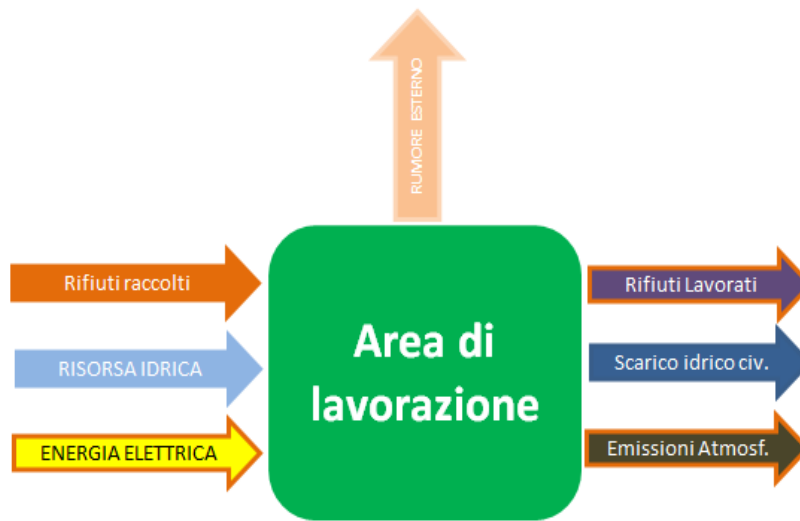 RUMORE ESTERNO
Rifiuti raccolti
RISORSA IDRICA
ENERGIA ELETTRICA
Area di
lavorazione
Rifiuti Lavorati
Scarico idrico civ.
Emissioni Atmosf.